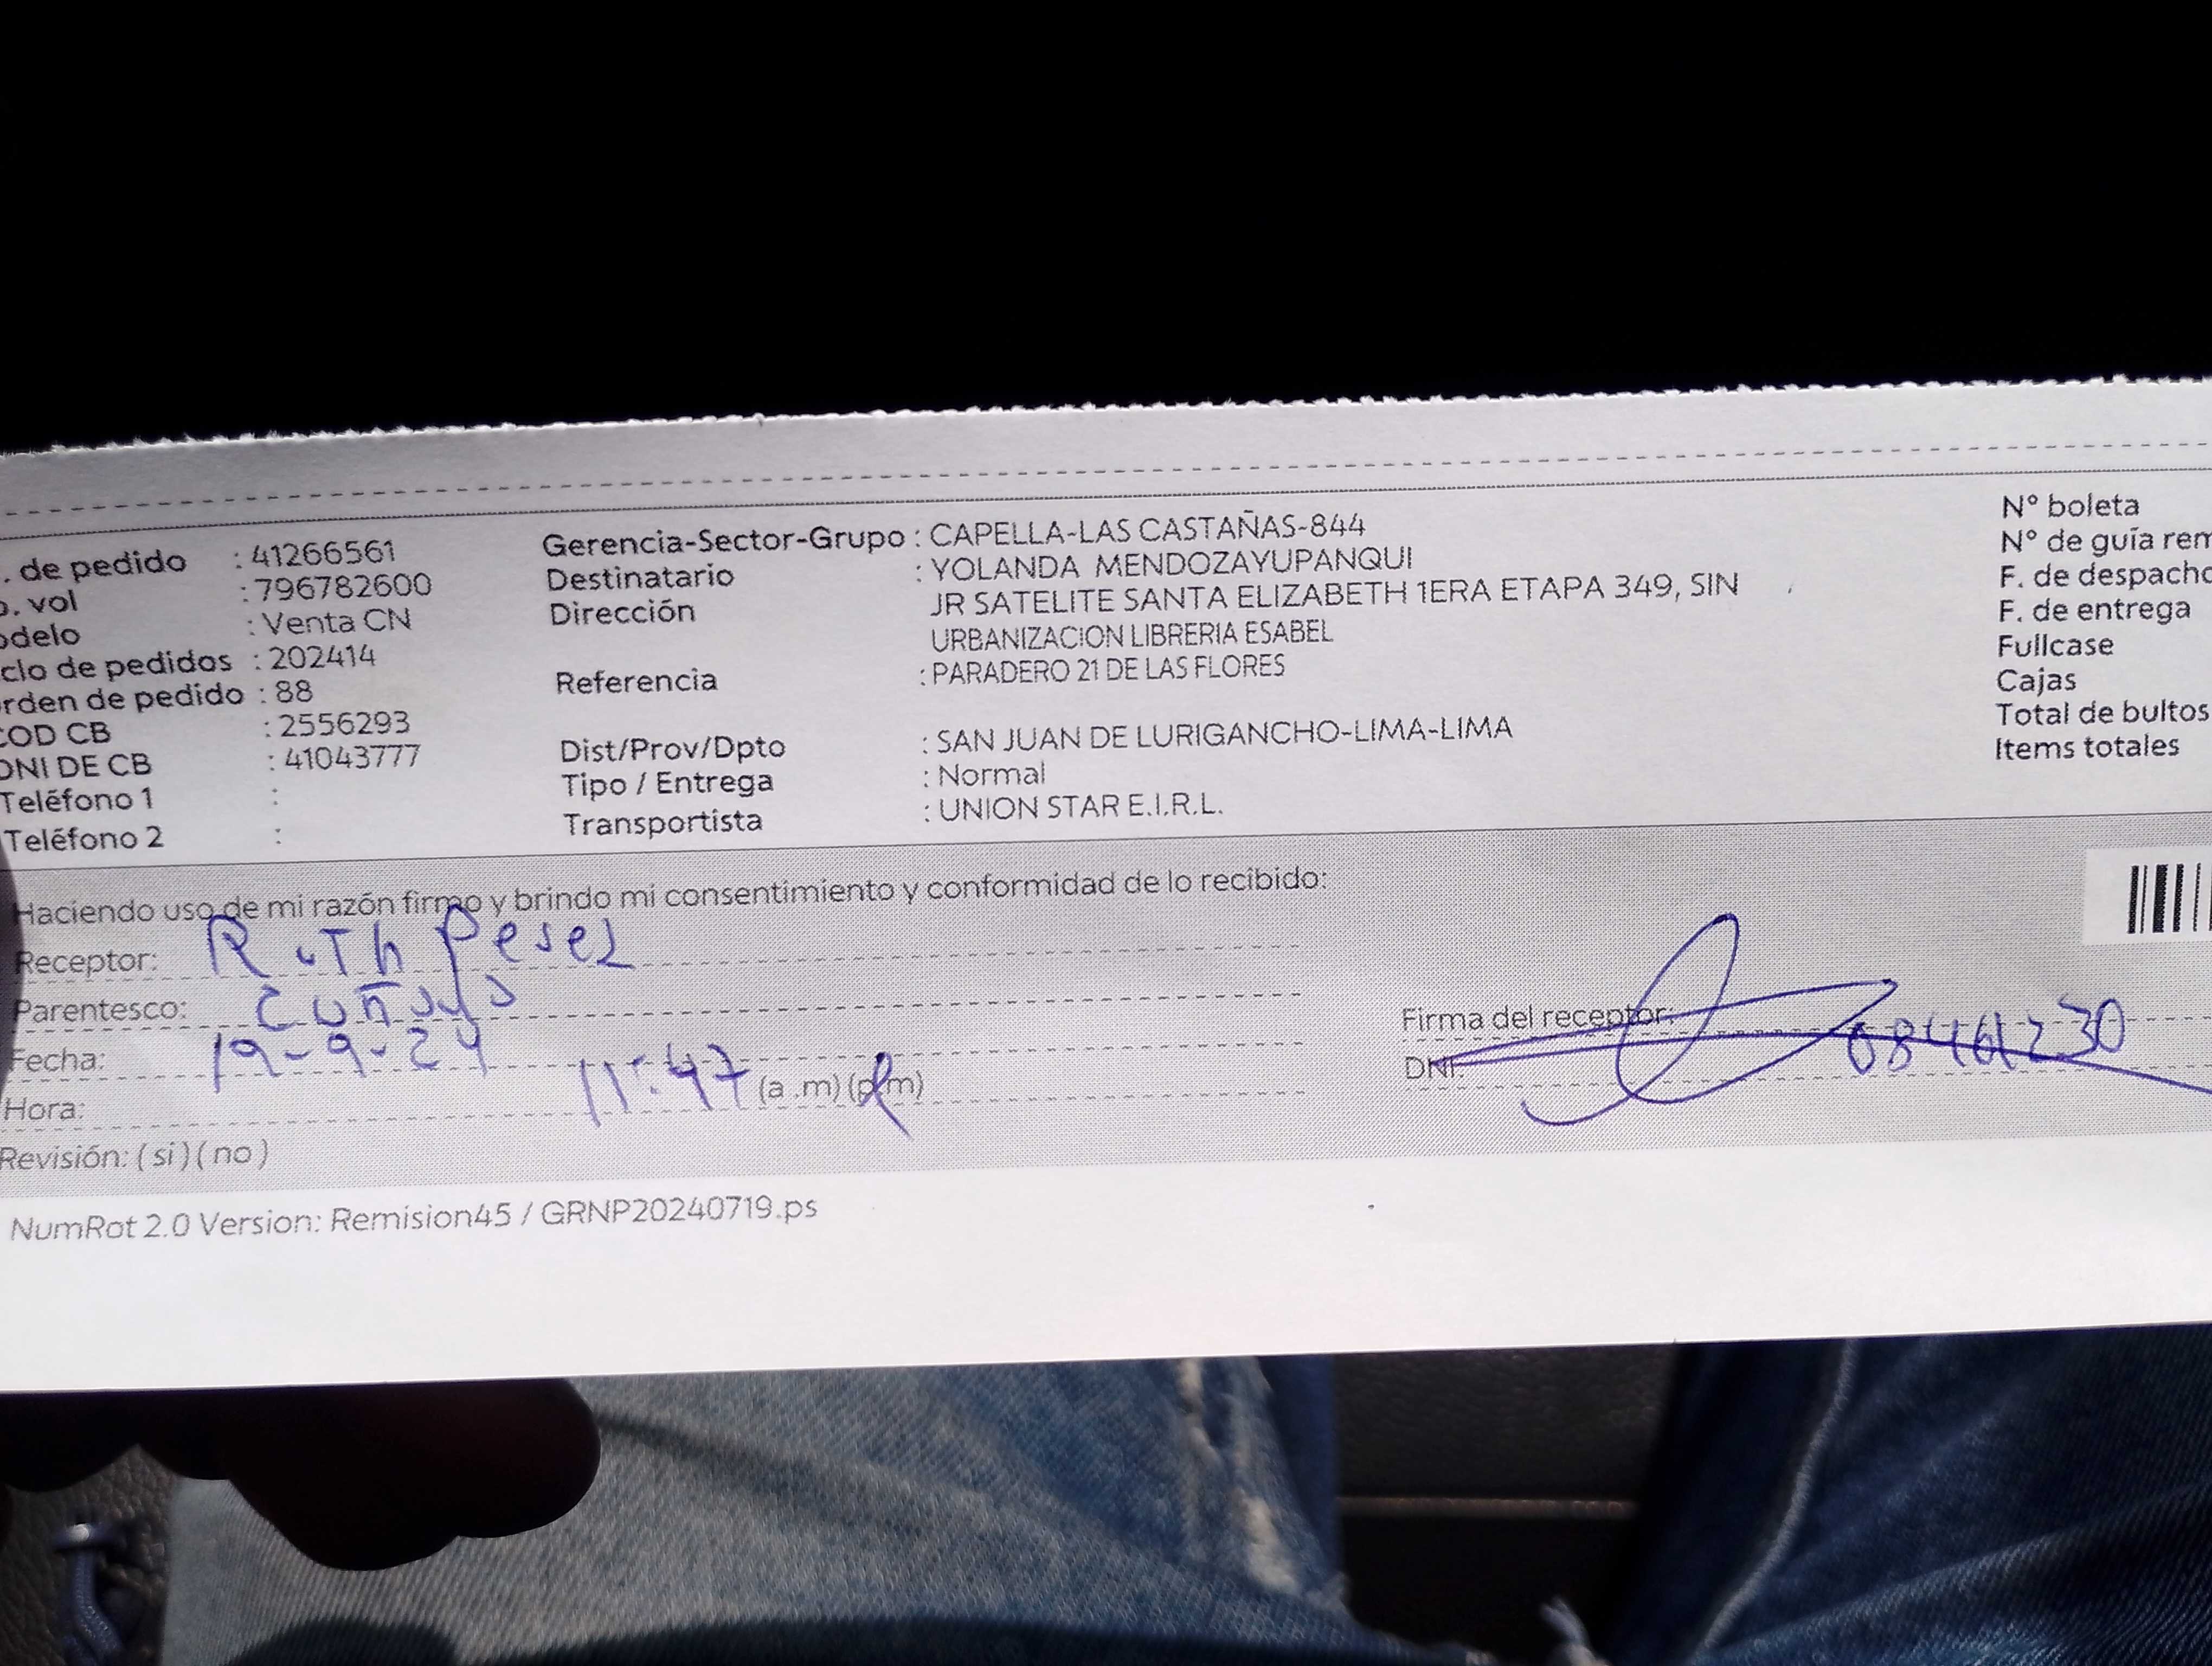 . de pedido : 41266561 Gerencia-Sector-Grupo : CAPELLA-LAS CASTAÑAS-844 N° boleta
o. vol : 796782600 Destinatario : YOLANDA MENDOZAYUPANQUI N° de guía rem
odelo : Venta CN Dirección JR SATELITE SANTA ELIZABETH 1ERA ETAPA 349, SIN F. de despacho
clo de pedidos : 202414 URBANIZACION LIBRERIA ESABEL F. de entrega
rden de pedido : 88 Referencia : PARADERO 21 DE LAS FLORES Fullcase
COD CB : 2556293 Cajas
DNI DE CB : 41043777 Dist/Prov/Dpto : SAN JUAN DE LURIGANCHO-LIMA-LIMA Total de bultos
Teléfono 1 : Tipo / Entrega : Normal Items totales
Teléfono 2 : Transportista : UNION STAR E.I.R.L.
Haciendo uso de mi razón firmo y brindo mi consentimiento y conformidad de lo recibido:
Receptor: Ruth Peses
Parentesco: Cuñada
Fecha: 19-9-24 Firma del receptor:
Hora: 11:47 (a.m)(p.m) DNI:
Revisión: (si)(no)
NumRot 2.0 Version: Remision45 / GRNP20240719.ps